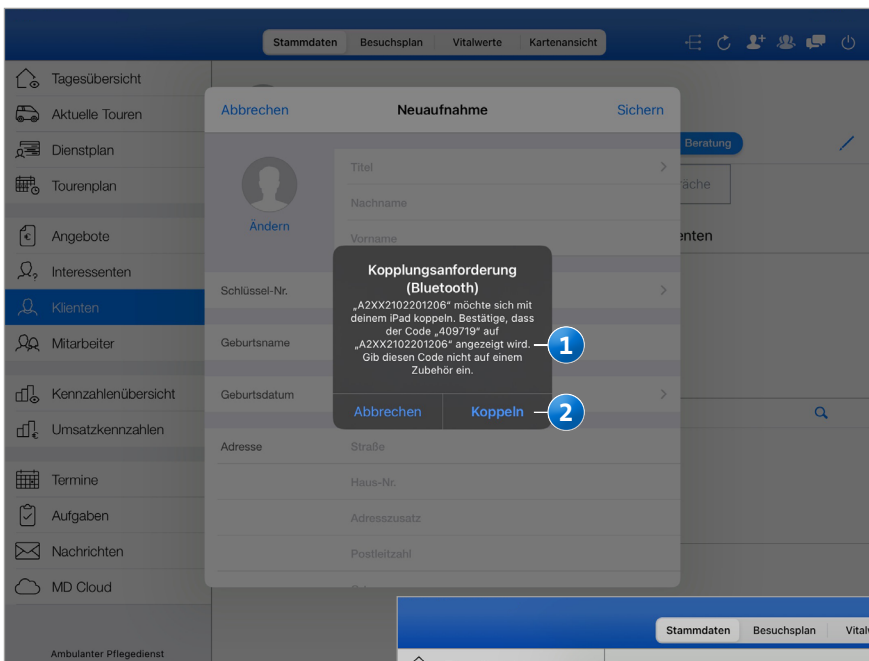 Stammdaten Besuchsplan Vitalwerte Kartenansicht
Tagesübersicht
Aktuelle Touren
Dienstplan
Tourenplan
Angebote
Interessenten
Klienten
Mitarbeiter
Kennzahlenübersicht
Umsatzkennzahlen
Termine
Aufgaben
Nachrichten
MD Cloud
Ambulanter Pflegedienst
Abbrechen Neuaufnahme Sichern
Ändern
Titel
Nachname
Vorname
Schlüssel-Nr.
Geburtsname
Geburtsdatum
Adresse Straße
Haus-Nr.
Adresszusatz
Postleitzahl
Beratung
räche
enten
Kopplungsanforderung
(Bluetooth)
„A2XX2102201206“ möchte sich mit
deinem iPad koppeln. Bestätige, dass
der Code „409719“ auf
„A2XX2102201206“ angezeigt wird.
Gib diesen Code nicht auf einem
Zubehör ein.
1
Abbrechen Koppeln
2
Stammdaten Besuchsplan Vital